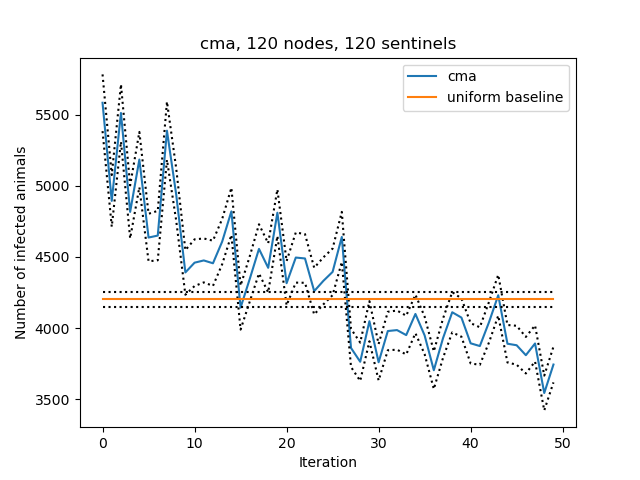 cma, 120 nodes, 120 sentinels
cma
uniform baseline
Number of infected animals
5500
5000
4500
4000
3500
0 10 20 30 40 50
Iteration